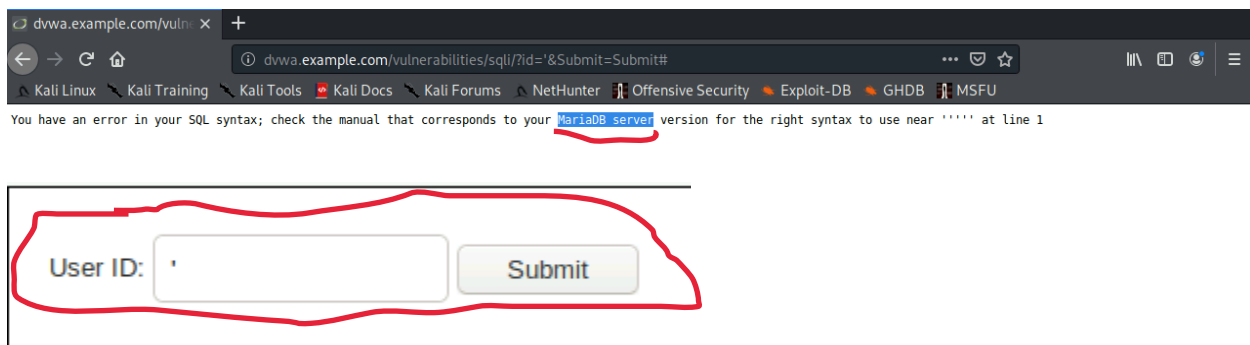 dvwa.example.com/vulne
dvwa.example.com/vulnerabilities/sqli/?id='&Submit=Submit#
Kali Linux Kali Training Kali Tools Kali Docs Kali Forums NetHunter Offensive Security Exploit-DB GHDB MSFU
You have an error in your SQL syntax; check the manual that corresponds to your MariaDB server version for the right syntax to use near ''''' at line 1
User ID: ' Submit